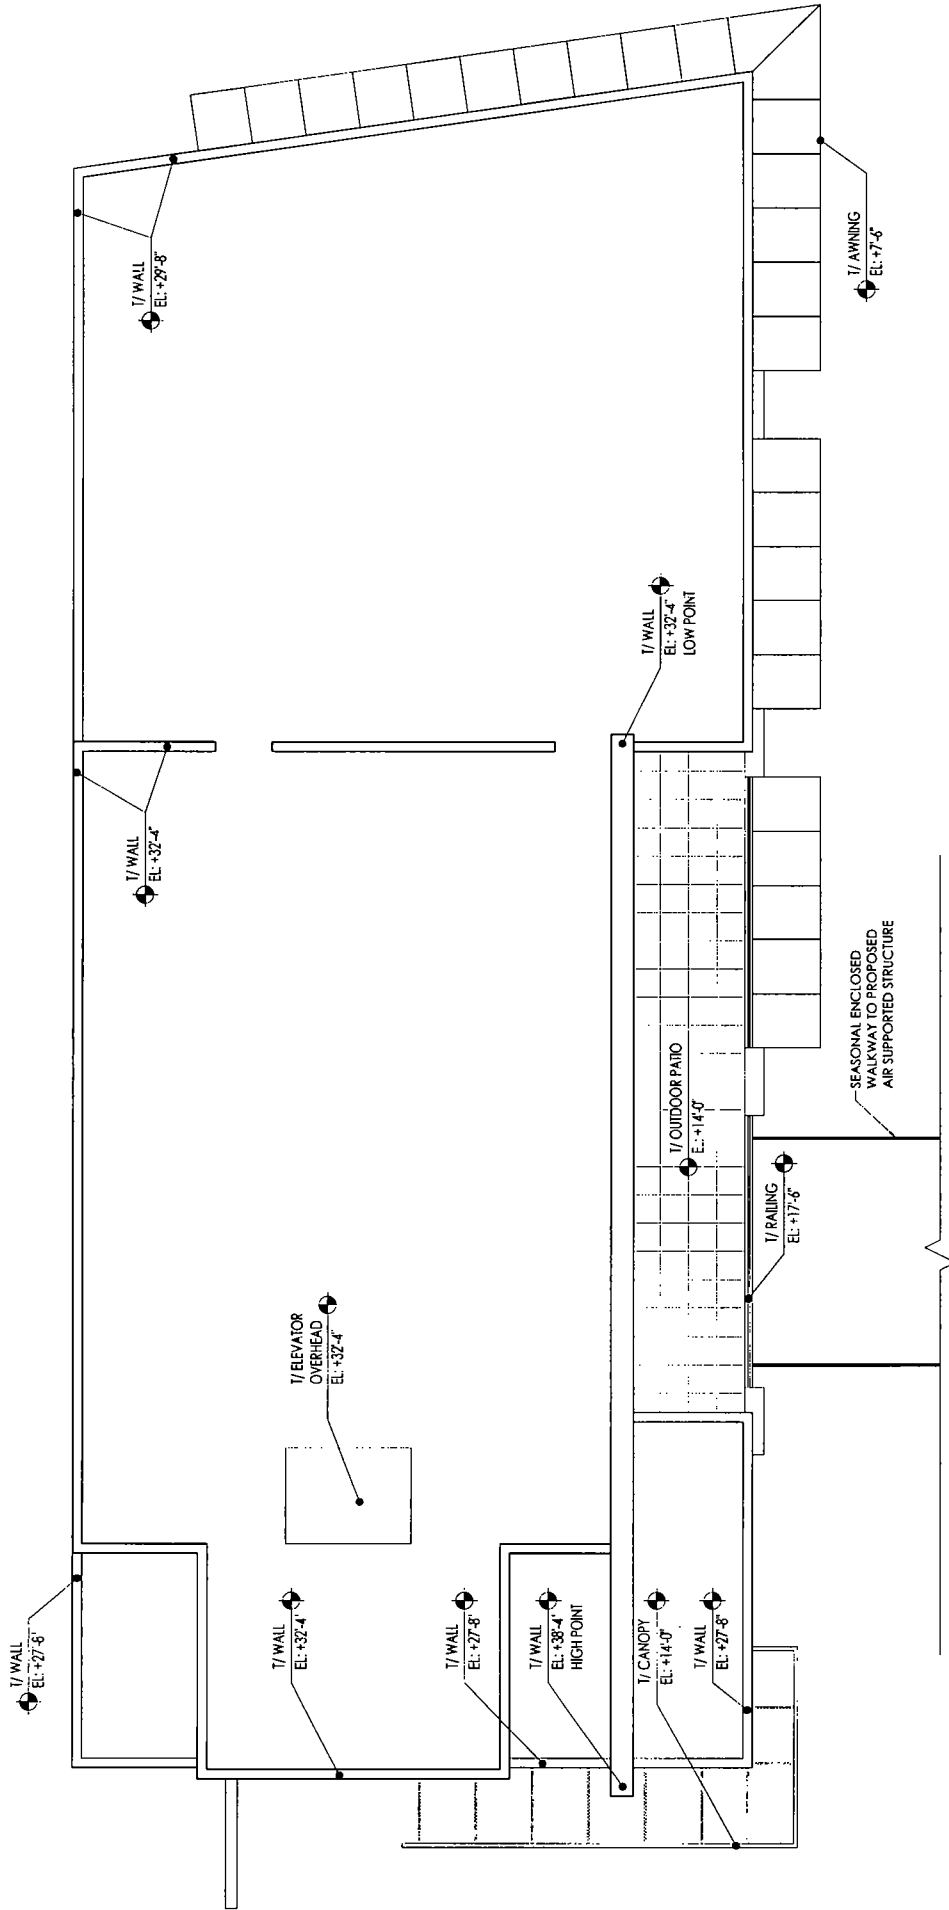 T/ WALL
EL: +29'-8"
T/ AWNING
EL: +7'-6"
T/ WALL
EL: +32'-4"
LOW POINT
T/ WALL
EL: +32'-4"
SEASONAL ENCLOSED
WALKWAY TO PROPOSED
AIR SUPPORTED STRUCTURE
T/ OUTDOOR PATIO
EL: +14'-0"
T/ RAILING
EL: +17'-6"
T/ ELEVATOR
OVERHEAD
EL: +32'-4"
T/ WALL
EL: +27'-8"
T/ WALL
EL: +32'-4"
T/ WALL
EL: +27'-8"
T/ WALL
EL: +38'-4"
HIGH POINT
T/ CANOPY
EL: +14'-0"
T/ WALL
EL: +27'-8"